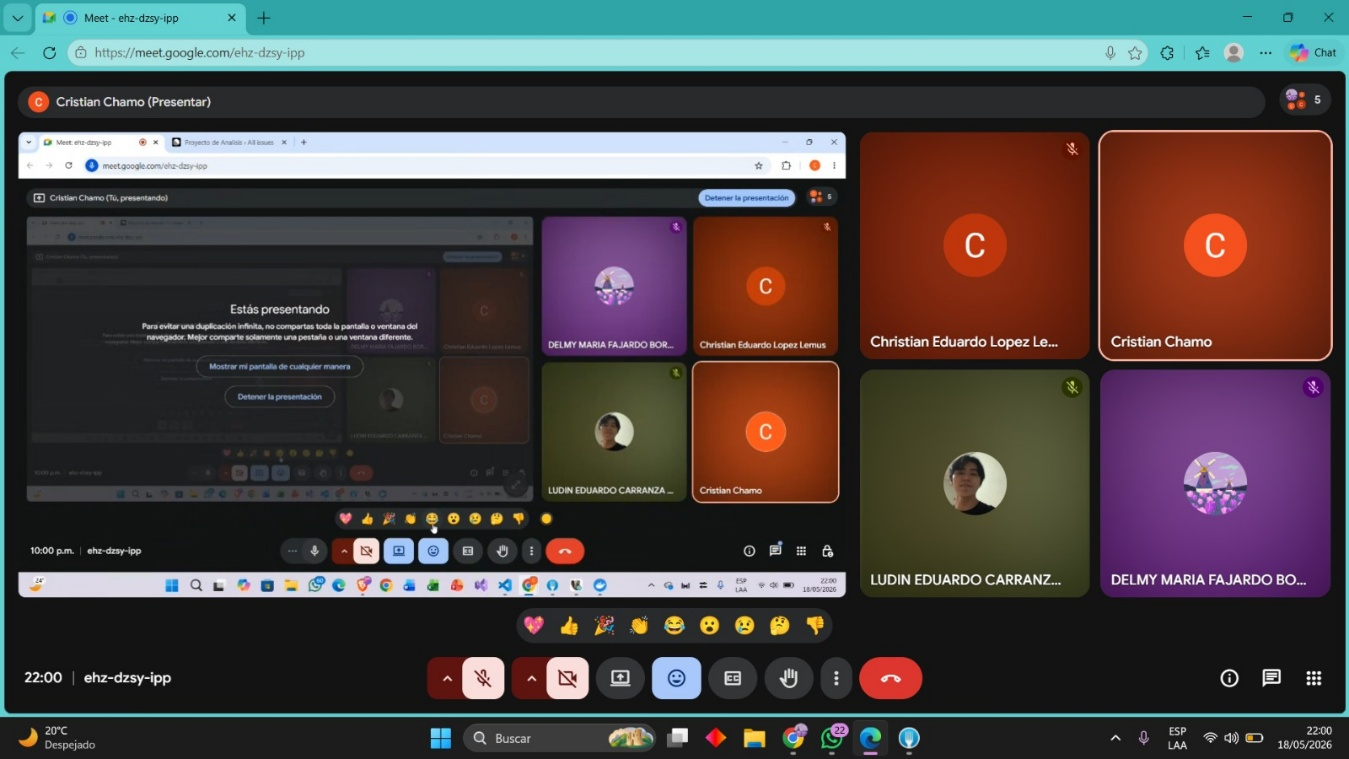 Meet - ehz-dzsy-ipp
https://meet.google.com/ehz-dzsy-ipp
Chat
C
Cristian Chamo (Presentar)
5
Meet: ehz-dzsy-ipp
Proyecto de Analisis - All issues
meet.google.com/ehz-dzsy-ipp
Cristian Chamo (Tú, presentando)
Detener la presentación
5
Estás presentando
Para evitar una duplicación infinita, no compartas toda la pantalla o ventana del
navegador. Mejor comparte solamente una pestaña o una ventana diferente.
Mostrar mi pantalla de cualquier manera
Detener la presentación
DELMY MARIA FAJARDO BOR...
C
Christian Eduardo Lopez Lemus
LUDIN EDUARDO CARRANZA ...
C
Cristian Chamo
10:00 p.m. | ehz-dzsy-ipp
ESP
LAA
22:00
18/05/2026
C
Christian Eduardo Lopez Le...
C
Cristian Chamo
LUDIN EDUARDO CARRANZ...
DELMY MARIA FAJARDO BO...
22:00 | ehz-dzsy-ipp
20°C
Despejado
Buscar
22
ESP
LAA
22:00
18/05/2026